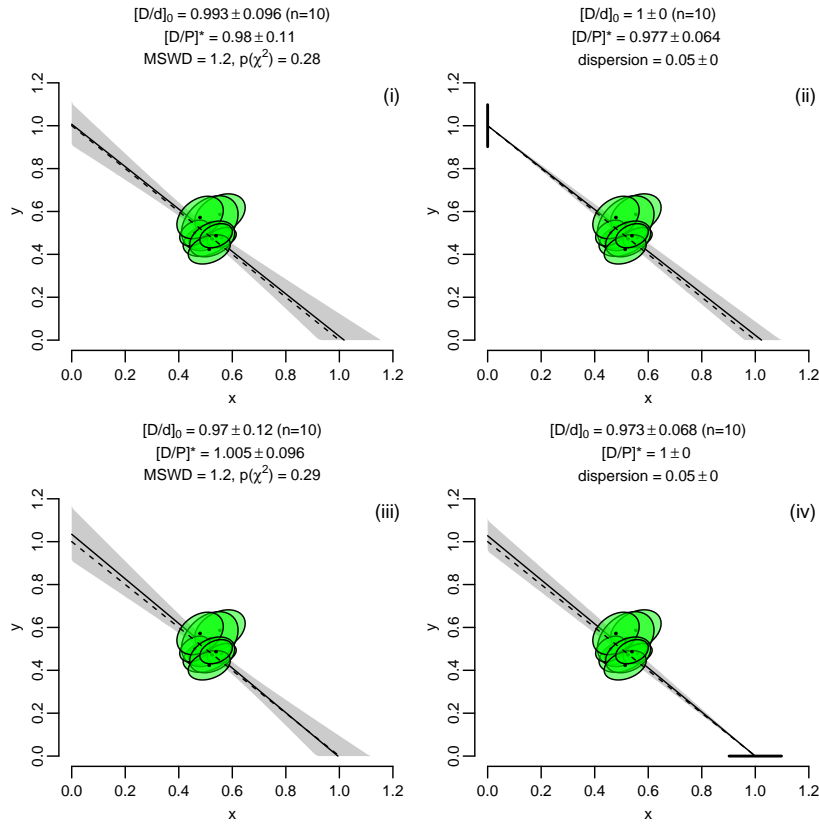 [D/d]₀ = 0.993 ± 0.096 (n=10)
[D/P]* = 0.98 ± 0.11
MSWD = 1.2, p(χ²) = 0.28
(i)
y
0.0 0.2 0.4 0.6 0.8 1.0 1.2
0.0 0.2 0.4 0.6 0.8 1.0 1.2
x
[D/d]₀ = 1 ± 0 (n=10)
[D/P]* = 0.977 ± 0.064
dispersion = 0.05 ± 0
(ii)
y
0.0 0.2 0.4 0.6 0.8 1.0 1.2
0.0 0.2 0.4 0.6 0.8 1.0 1.2
x
[D/d]₀ = 0.97 ± 0.12 (n=10)
[D/P]* = 1.005 ± 0.096
MSWD = 1.2, p(χ²) = 0.29
(iii)
y
0.0 0.2 0.4 0.6 0.8 1.0 1.2
0.0 0.2 0.4 0.6 0.8 1.0 1.2
x
[D/d]₀ = 0.973 ± 0.068 (n=10)
[D/P]* = 1 ± 0
dispersion = 0.05 ± 0
(iv)
y
0.0 0.2 0.4 0.6 0.8 1.0 1.2
0.0 0.2 0.4 0.6 0.8 1.0 1.2
x